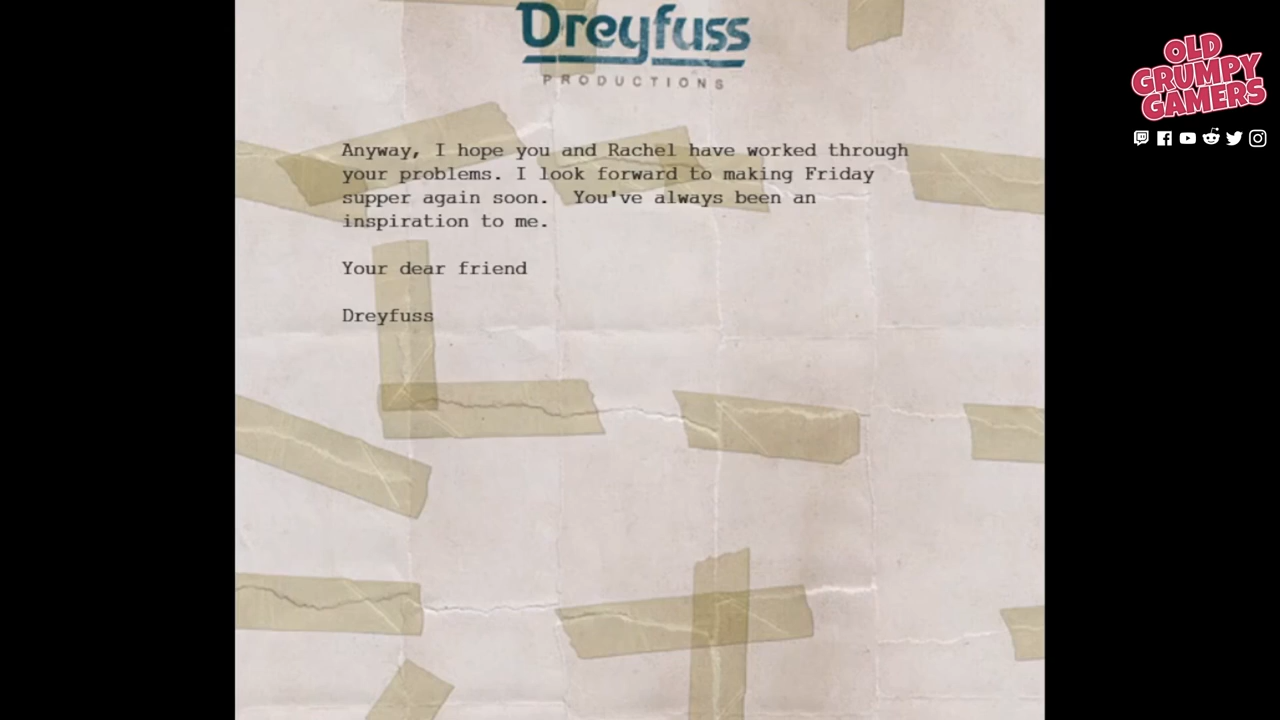 Dreyfuss
PRODUCTIONS
OLD
GRUMPY
GAMERS
Anyway, I hope you and Rachel have worked through
your problems. I look forward to making Friday
supper again soon.  You've always been an
inspiration to me.
Your dear friend
Dreyfuss